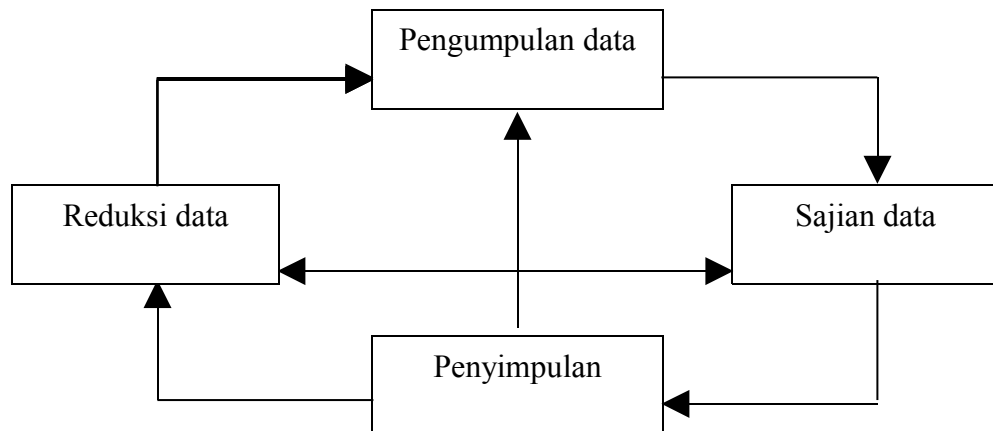 Pengumpulan data
Reduksi data
Sajian data
Penyimpulan